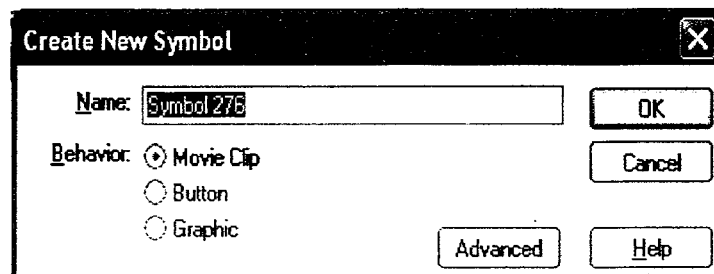 Create New Symbol
Name: Symbol 276 OK
Behavior: Movie Clip Cancel
Button
Graphic
Advanced Help